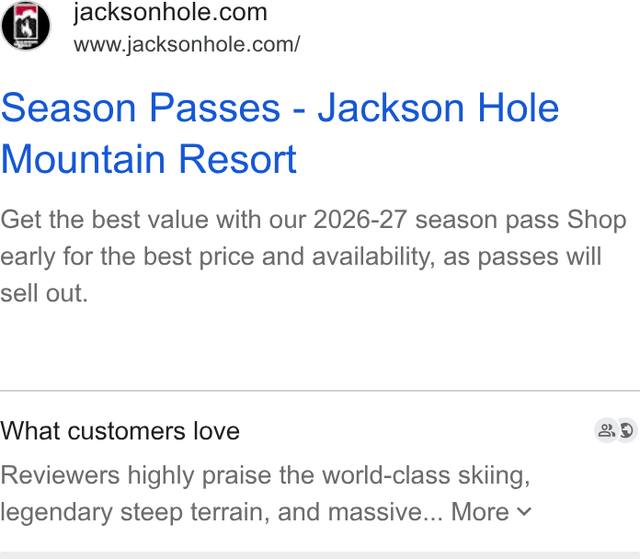 jacksonhole.com
www.jacksonhole.com/
Season Passes - Jackson Hole
Mountain Resort
Get the best value with our 2026-27 season pass Shop
early for the best price and availability, as passes will
sell out.
What customers love
Reviewers highly praise the world-class skiing,
legendary steep terrain, and massive... More